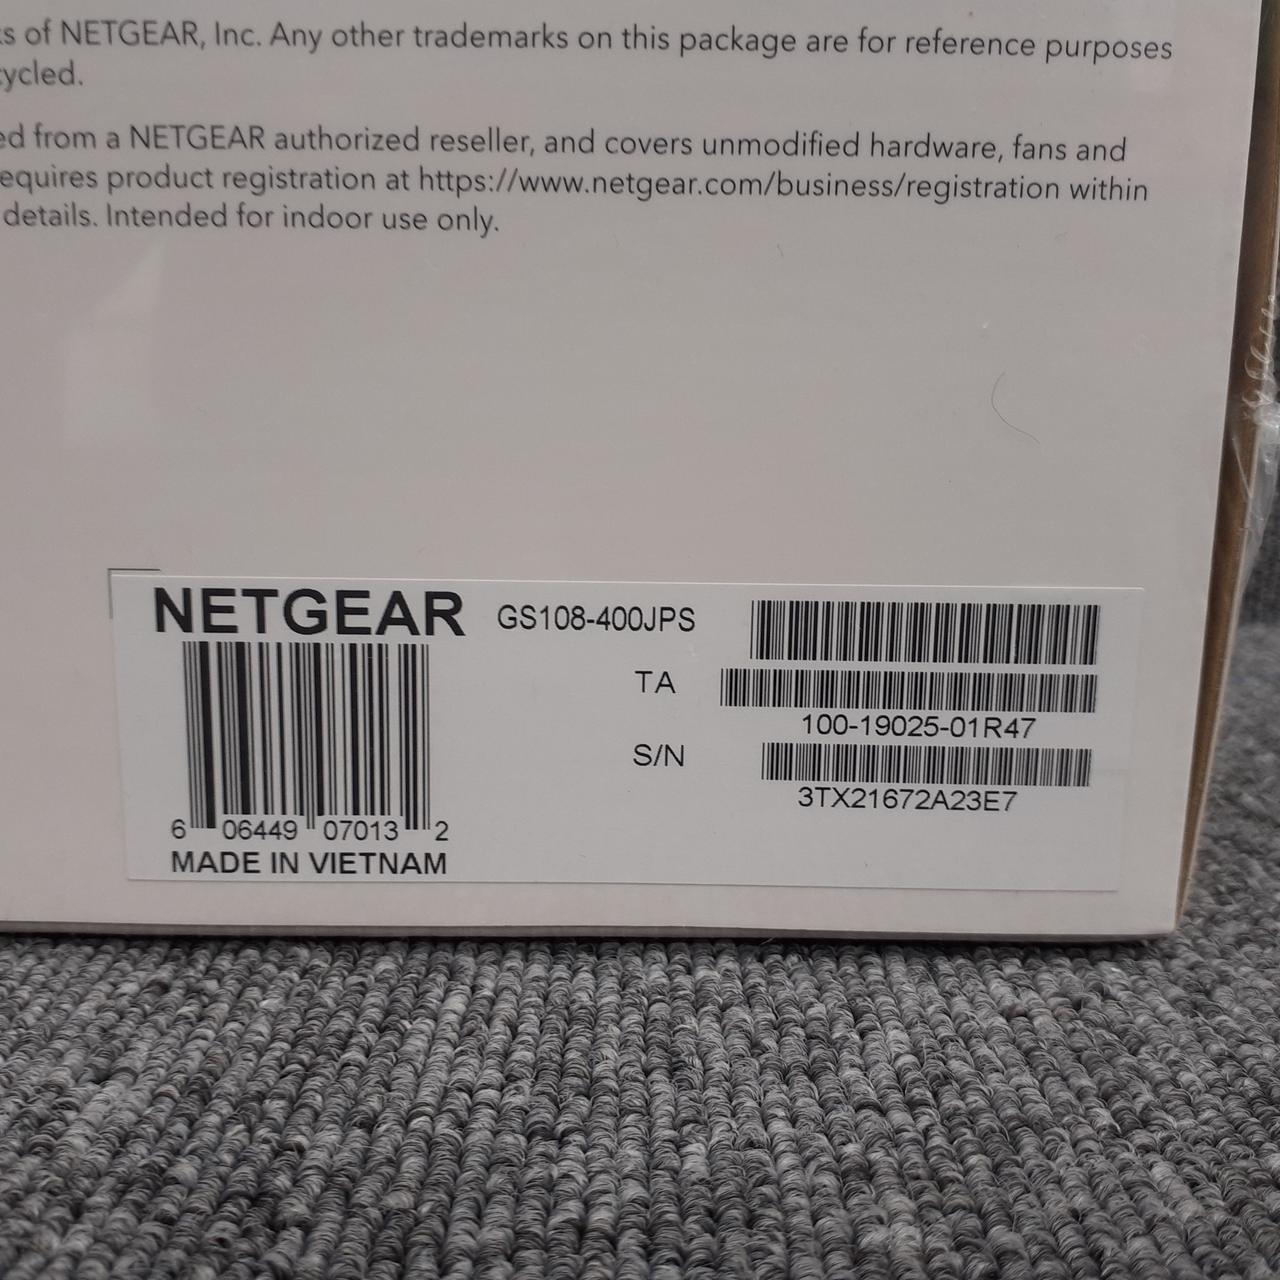 s of NETGEAR, Inc. Any other trademarks on this package are for reference purposes
cycled.
ed from a NETGEAR authorized reseller, and covers unmodified hardware, fans and
equires product registration at https://www.netgear.com/business/registration within
details. Intended for indoor use only.
NETGEAR GS108-400JPS
TA
100-19025-01R47
S/N
3TX21672A23E7
6 06449 07013 2
MADE IN VIETNAM